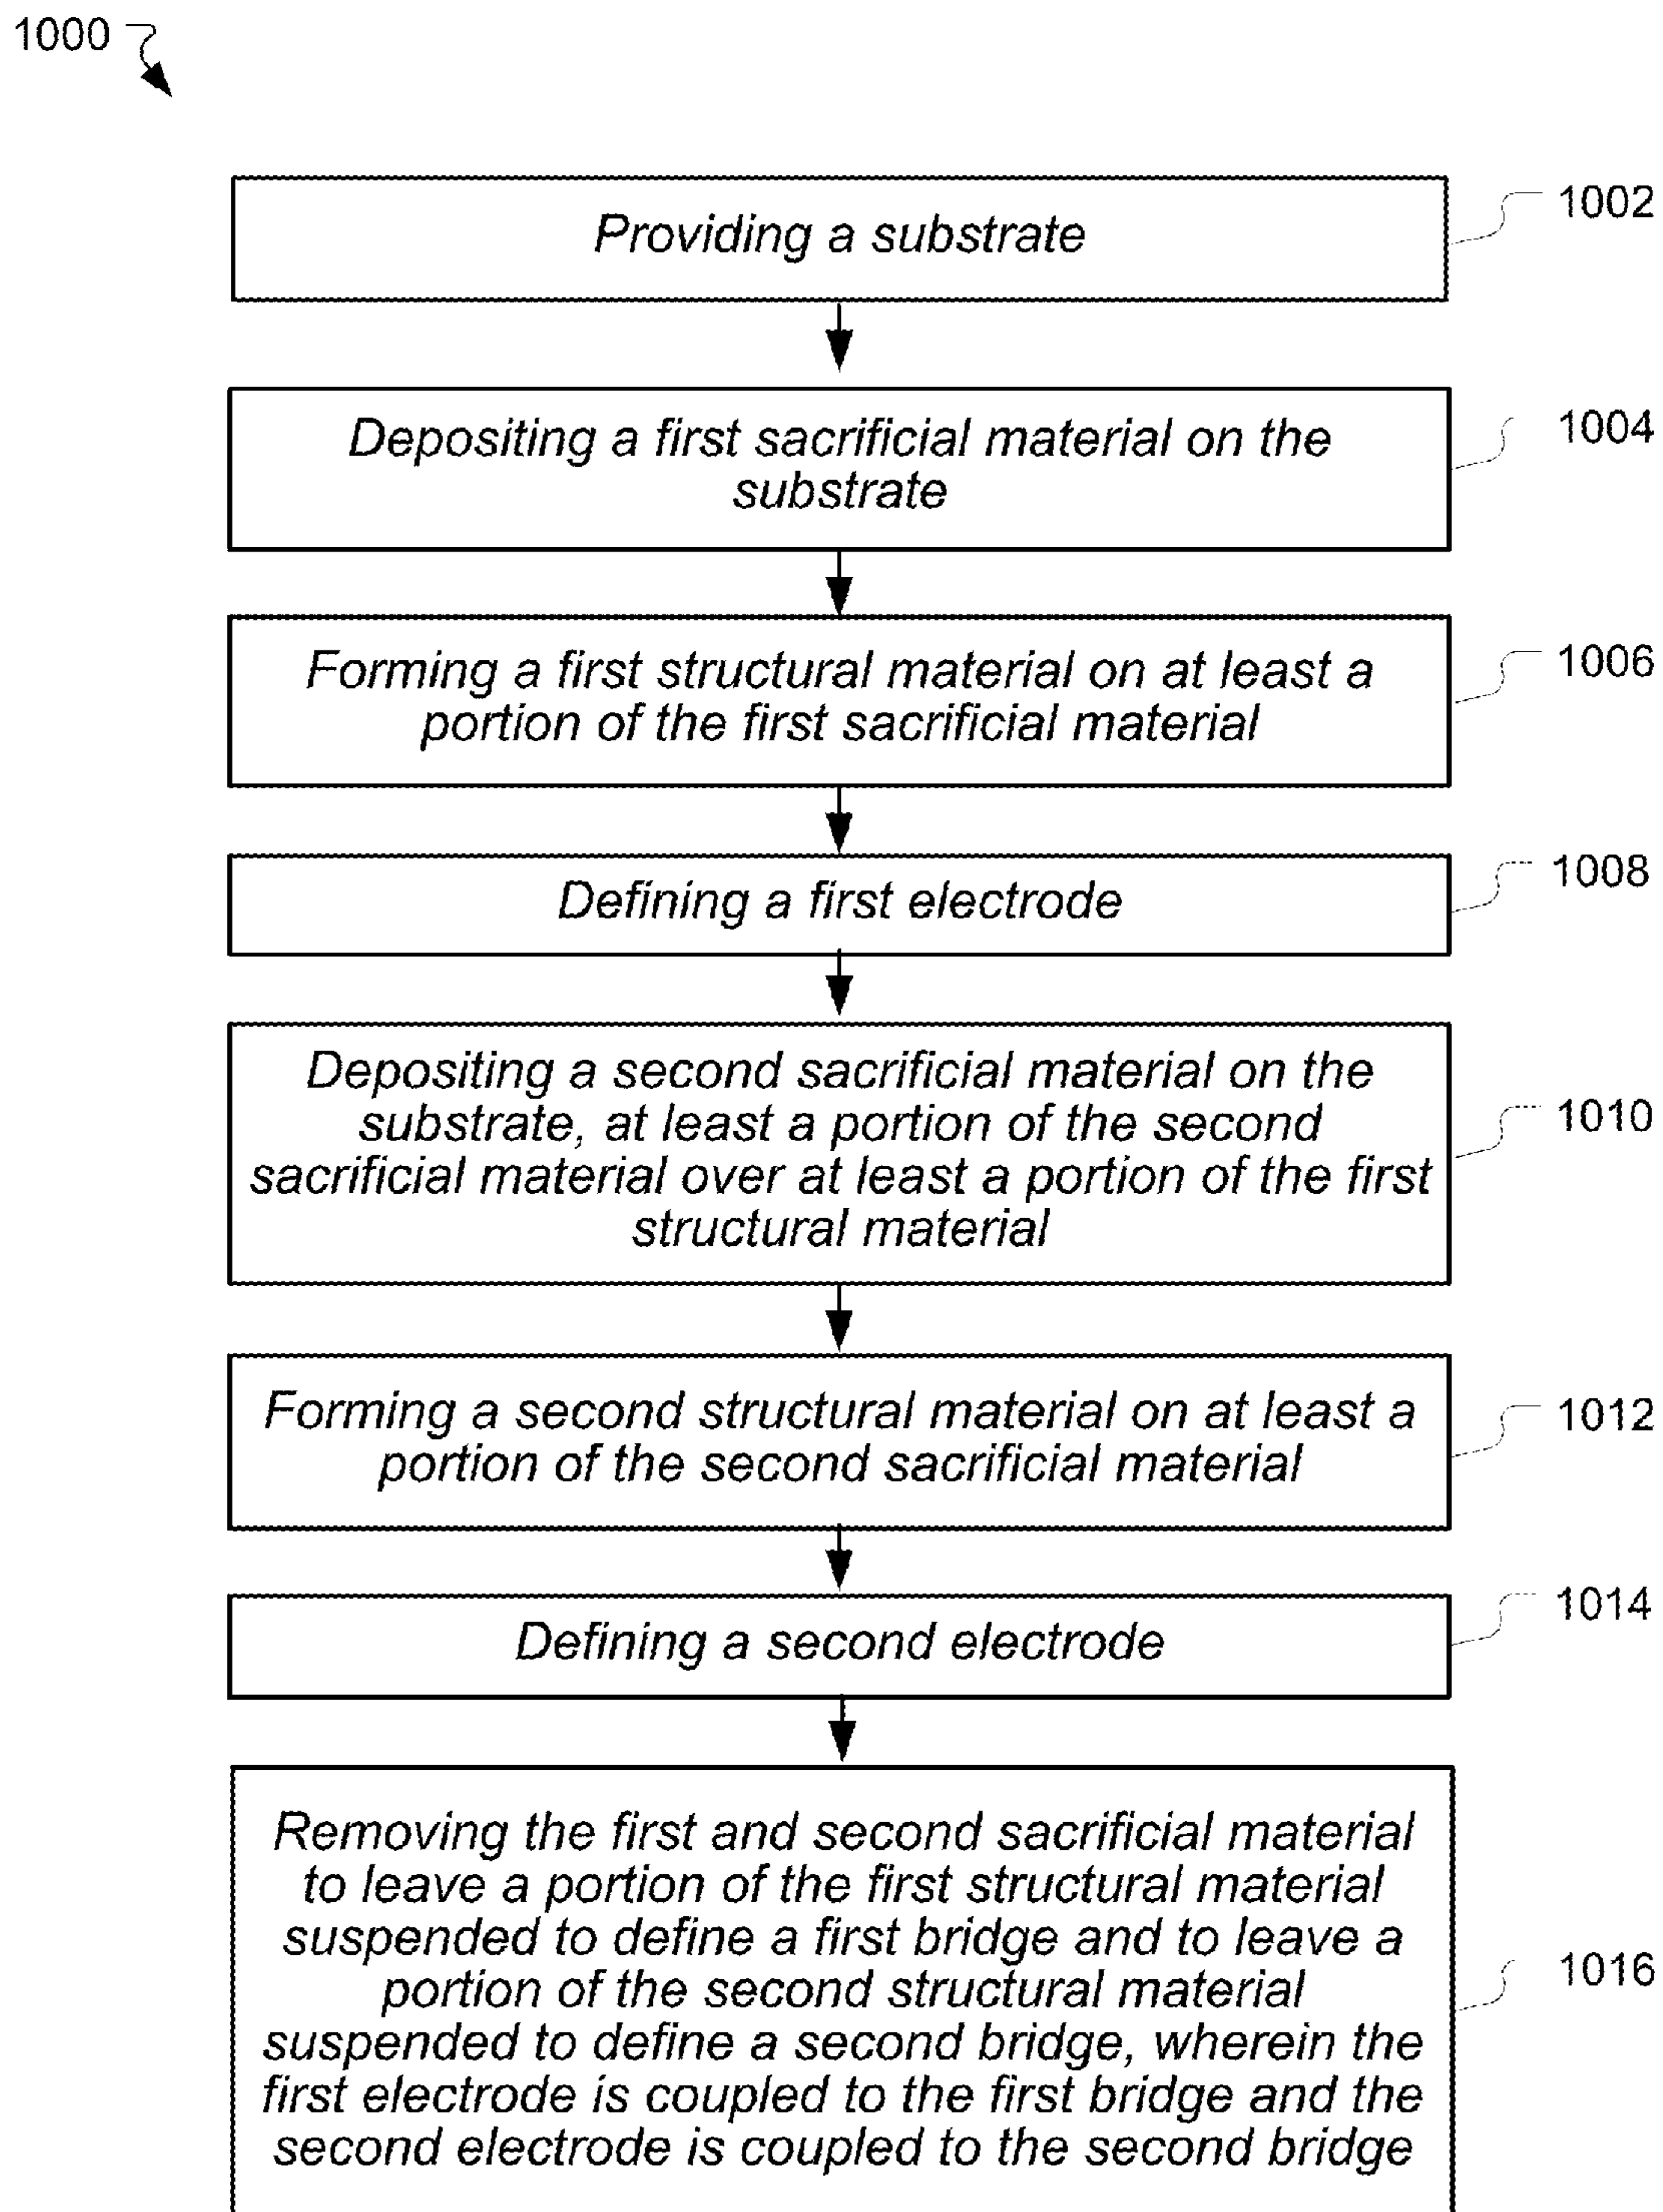 1000
Providing a substrate
1002
Depositing a first sacrificial material on the
substrate
1004
Forming a first structural material on at least a
portion of the first sacrificial material
1006
Defining a first electrode
1008
Depositing a second sacrificial material on the
substrate, at least a portion of the second
sacrificial material over at least a portion of the first
structural material
1010
Forming a second structural material on at least a
portion of the second sacrificial material
1012
Defining a second electrode
1014
Removing the first and second sacrificial material
to leave a portion of the first structural material
suspended to define a first bridge and to leave a
portion of the second structural material
suspended to define a second bridge, wherein the
first electrode is coupled to the first bridge and the
second electrode is coupled to the second bridge
1016